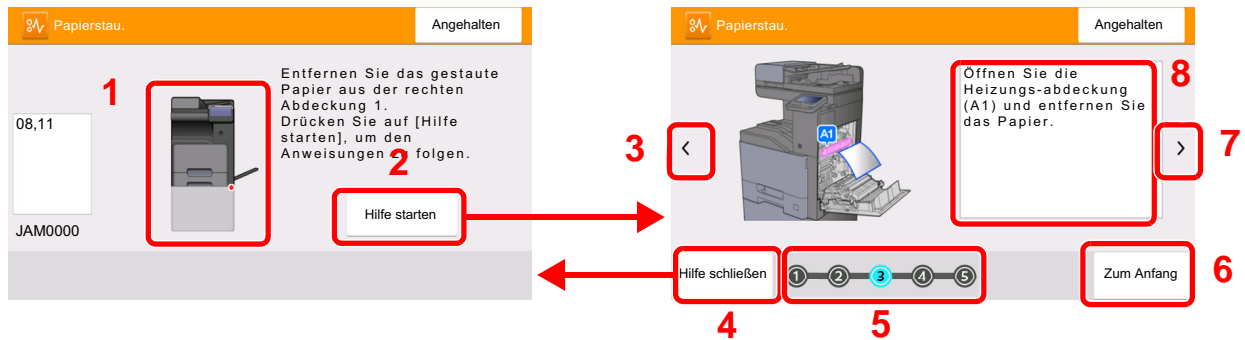 Papierstau.
Angehalten
1
08,11
JAM0000
Entfernen Sie das gestaute
Papier aus der rechten
Abdeckung 1.
Drücken Sie auf [Hilfe
starten], um den
Anweisungen zu folgen.
2
Hilfe starten
Papierstau.
Angehalten
3
<
A1
Öffnen Sie die
Heizungs-abdeckung
(A1) und entfernen Sie
das Papier.
8
>
7
Hilfe schließen
4
1 2 3 4 5
5
Zum Anfang
6